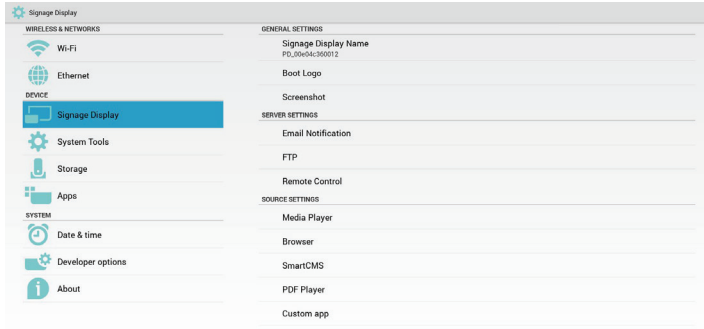 Signage Display
WIRELESS & NETWORKS
Wi-Fi
Ethernet
DEVICE
Signage Display
System Tools
Storage
Apps
SYSTEM
Date & time
Developer options
About
GENERAL SETTINGS
Signage Display Name
PD_00e04c360012
Boot Logo
Screenshot
SERVER SETTINGS
Email Notification
FTP
Remote Control
SOURCE SETTINGS
Media Player
Browser
SmartCMS
PDF Player
Custom app